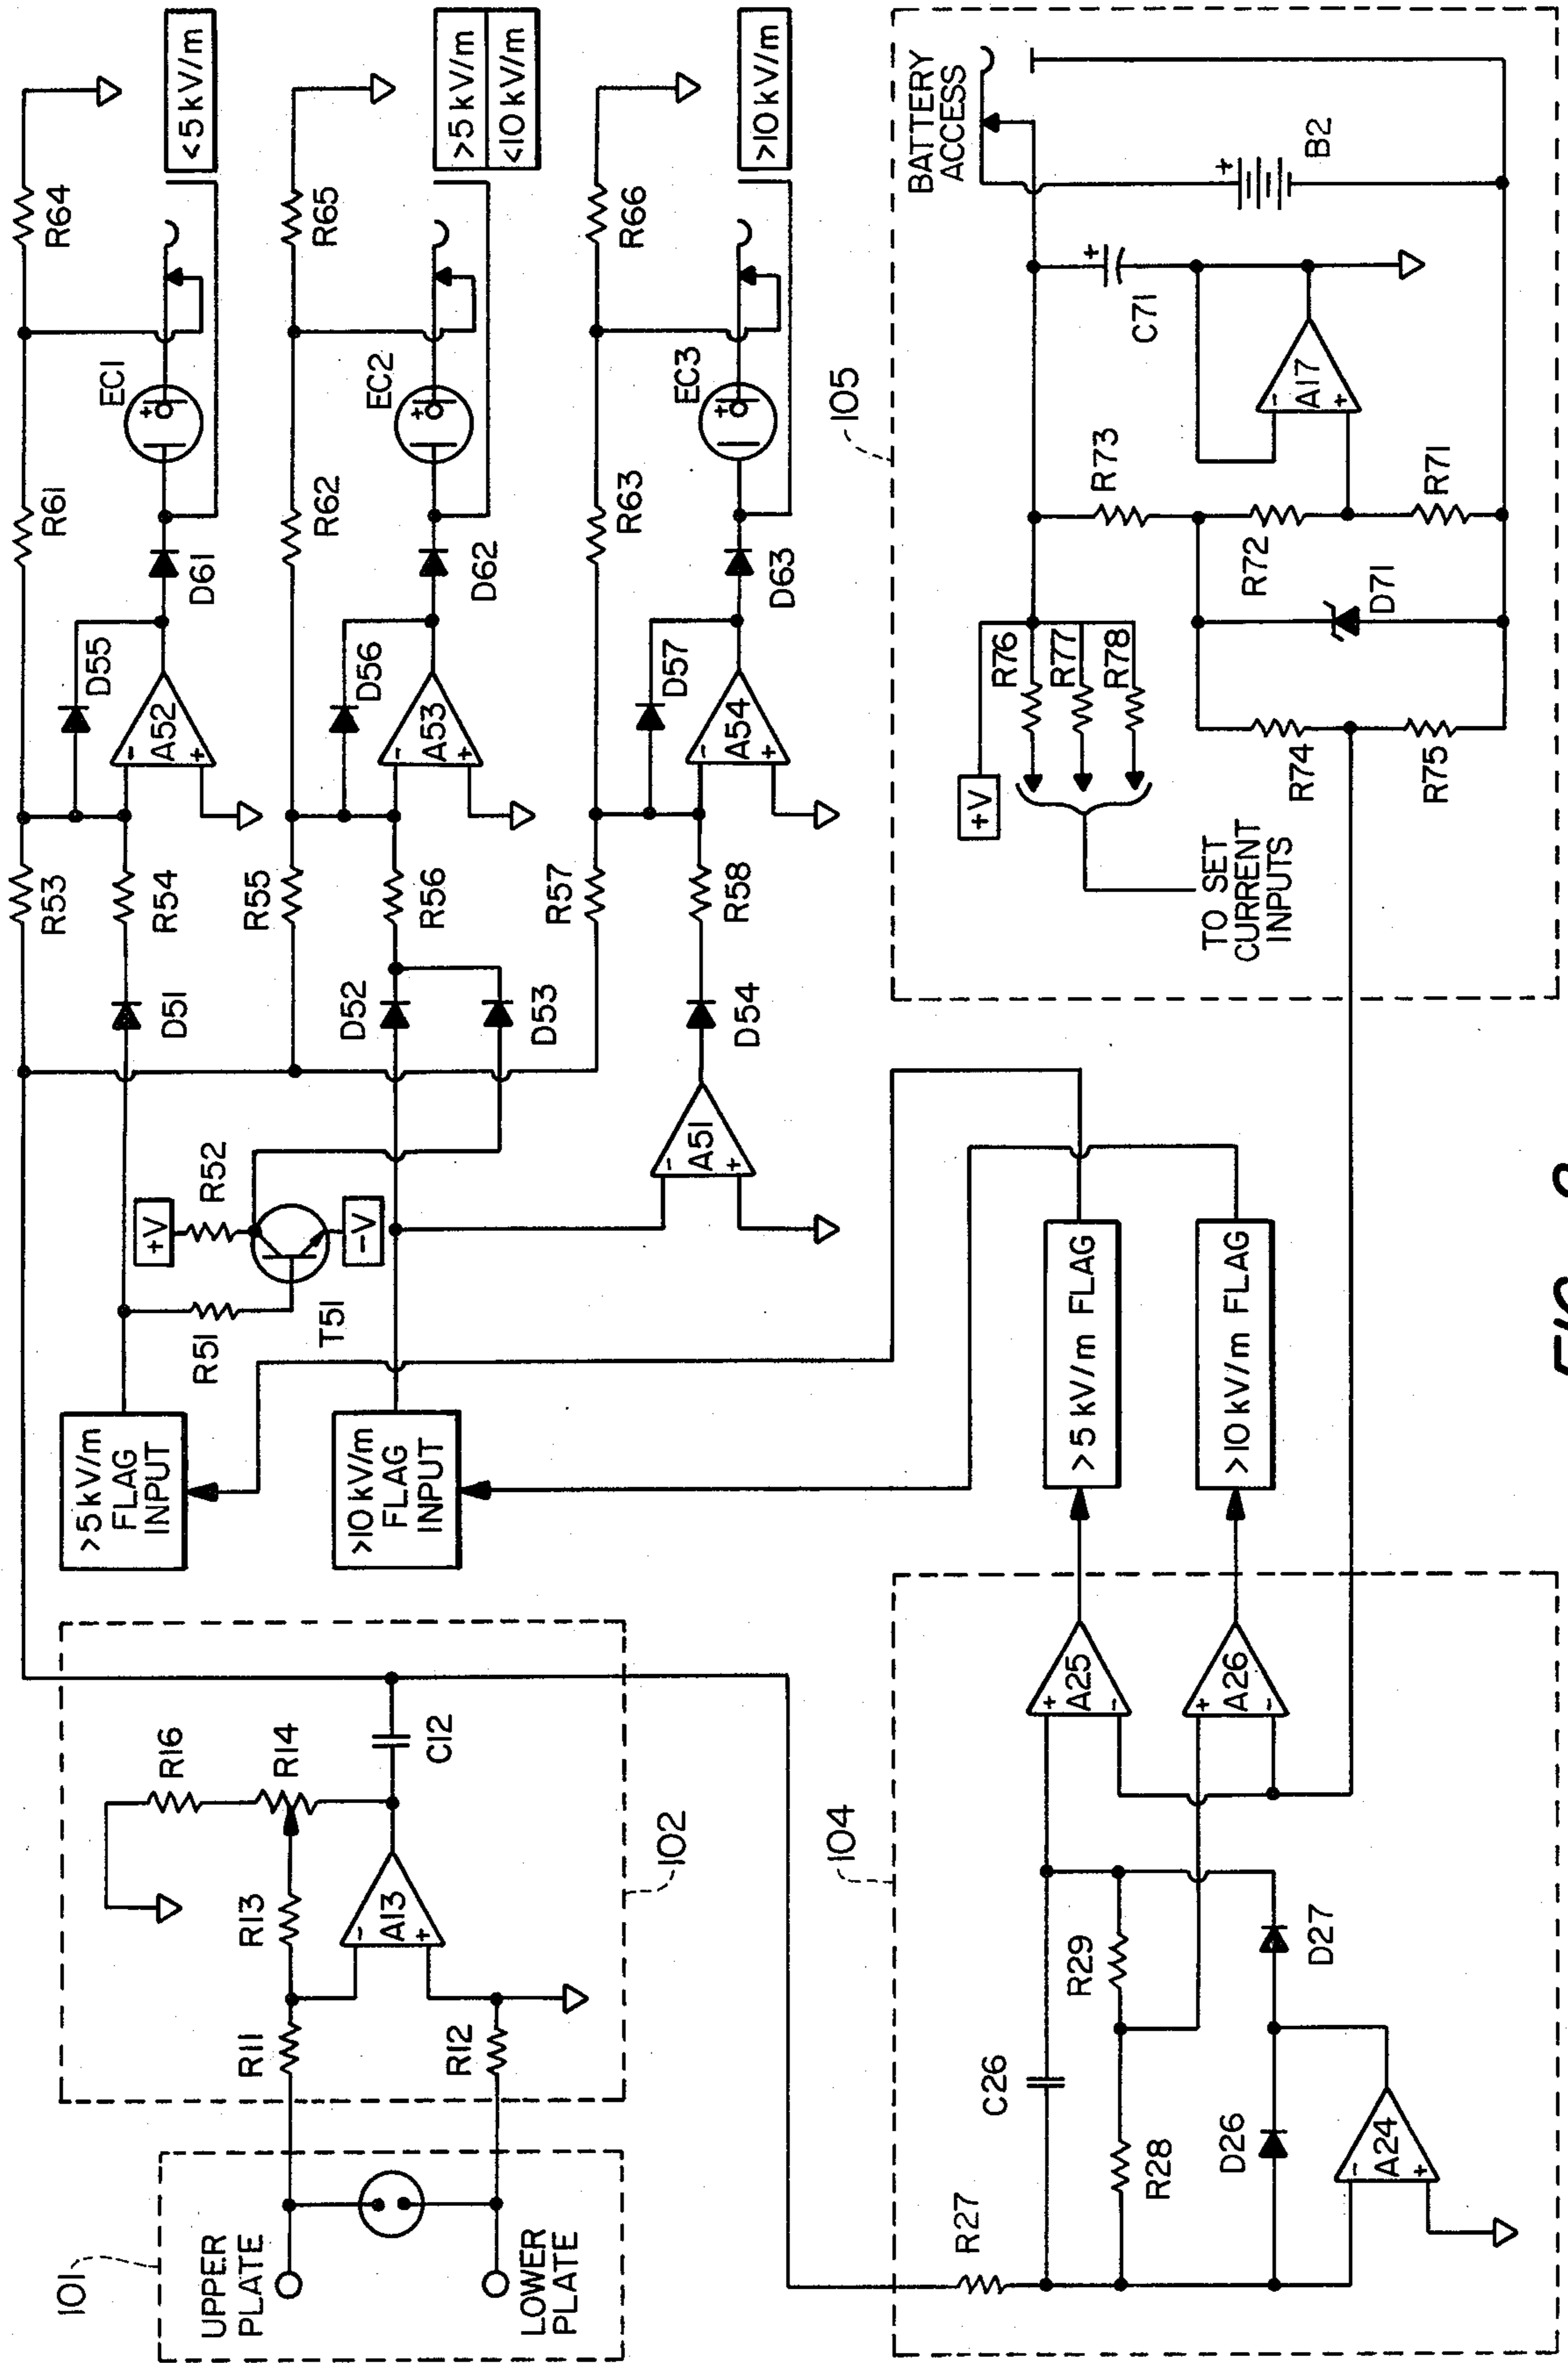 R53
R61
R64
D55
EC1
R54
D51
A52
-
+
+
D61
<5 kV/m
>5 kV/m
FLAG
INPUT
R51
+V
R52
T51
-V
R55
R62
R65
D56
EC2
D52
R56
A53
-
+
+
D62
>5 kV/m
<10 kV/m
D53
>10 kV/m
FLAG
INPUT
R57
R63
R66
D57
EC3
A51
-
+
D54
R58
A54
-
+
+
D63
>10 kV/m
101
UPPER
PLATE
LOWER
PLATE
102
R11
R12
R13
R14
R16
A13
-
+
C12
104
R27
C26
R28
R29
D26
D27
A24
-
+
A25
+
-
A26
+
-
>5 kV/m FLAG
>10 kV/m FLAG
105
+V
R76
R77
R78
TO SET
CURRENT
INPUTS
R73
R72
R71
R74
R75
D71
A17
-
+
C71
+
BATTERY
ACCESS
+
B2